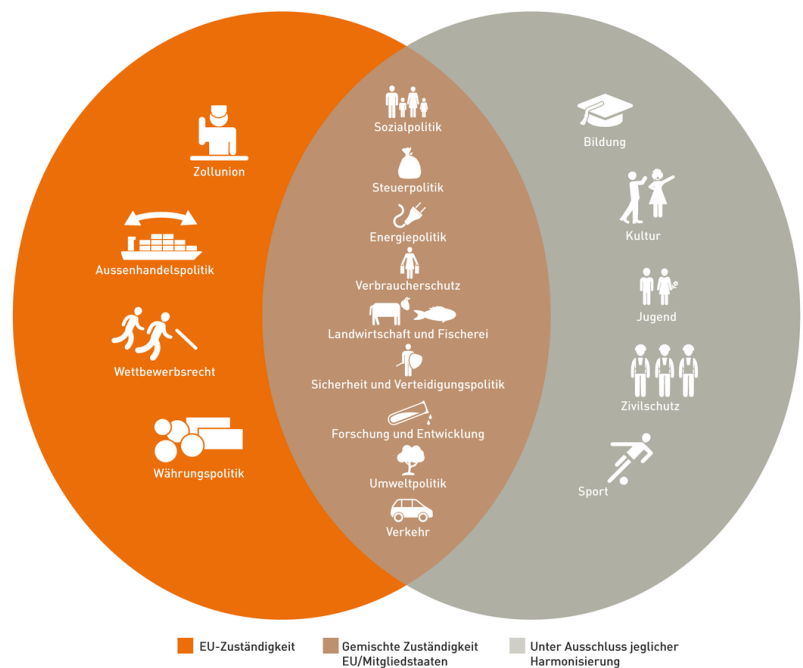 Zollunion
Aussenhandelspolitik
Wettbewerbsrecht
Währungspolitik
Sozialpolitik
Steuerpolitik
Energiepolitik
Verbraucherschutz
Landwirtschaft und Fischerei
Sicherheit und Verteidigungspolitik
Forschung und Entwicklung
Umweltpolitik
Verkehr
Bildung
Kultur
Jugend
Zivilschutz
Sport
EU-Zuständigkeit
Gemischte Zuständigkeit
EU/Mitgliedstaaten
Unter Ausschluss jeglicher
Harmonisierung